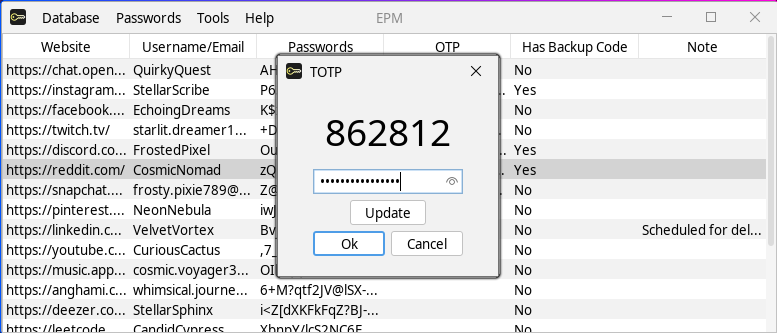 Database Passwords Tools Help EPM
Website Username/Email Passwords OTP Has Backup Code Note
https://chat.open... QuirkyQuest AH No
https://instagram... StellarScribe P6 Yes
https://facebook.... EchoingDreams K$ No
https://twitch.tv/ starlit.dreamer1... +D No
https://discord.co... FrostedPixel Ou Yes
https://reddit.com/ CosmicNomad zQ Yes
https://snapchat.... frosty.pixie789@... Z@ No
https://pinterest.... NeonNebula iwJ No
https://linkedin.c... VelvetVortex Bv No Scheduled for del...
https://youtube.c... CuriousCactus ,7_ No
https://music.app... cosmic.voyager3... OI No
https://anghami.c... whimsical.journe... 6+M?qtf2JV@lSX-... No
https://deezer.co... StellarSphinx i<Z[dXKFkFqZ?BJ-... No
https://leetcode. CandidCypress XbnpY/lcS2NC6F No
TOTP
862812
••••••••••••••••
Update
Ok Cancel